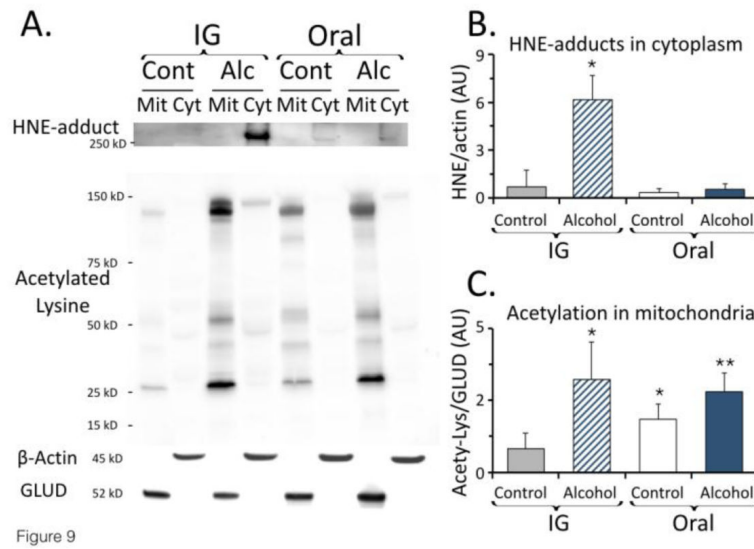 A.
IG Oral
Cont Alc Cont Alc
Mit Cyt Mit Cyt Mit Cyt Mit Cyt
HNE-adduct
250 kD
150 kD
75 kD
Acetylated
Lysine
50 kD
25 kD
15 kD
β-Actin 45 kD
GLUD 52 kD
Figure 9
B.
HNE-adducts in cytoplasm
HNE/actin (AU)
9
6
3
0
*
Control Alcohol Control Alcohol
IG Oral
C.
Acetylation in mitochondria
Acety-Lys/GLUD (AU)
5
2
0
* * **
Control Alcohol Control Alcohol
IG Oral